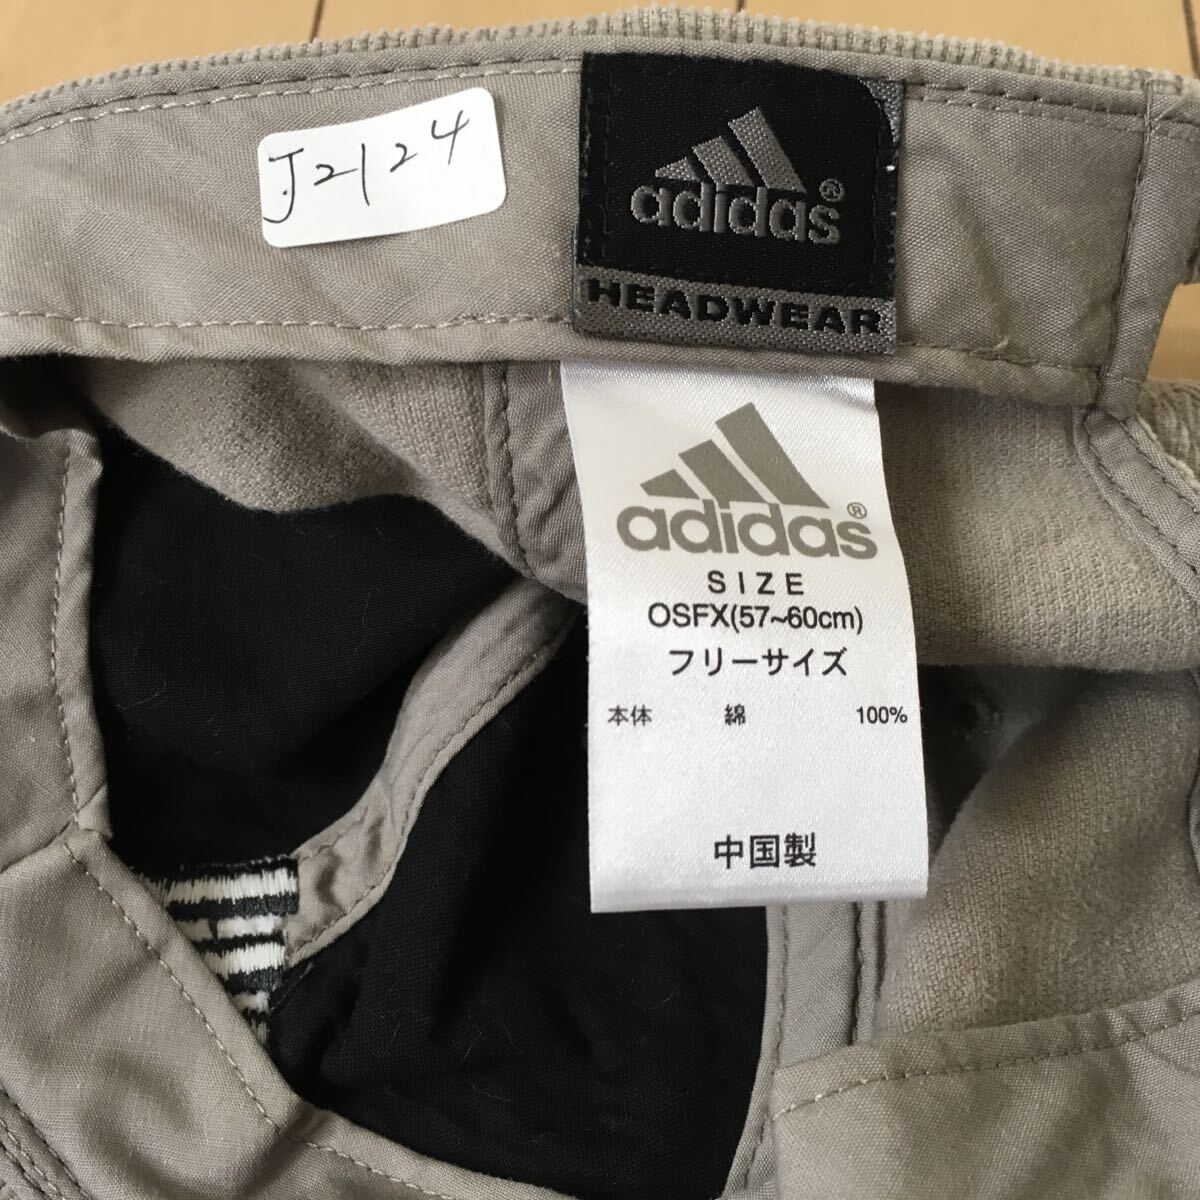 J2124
adidas®
HEADWEAR
adidas®
SIZE
OSFX(57~60cm)
フリーサイズ
本体 綿 100%
中国製